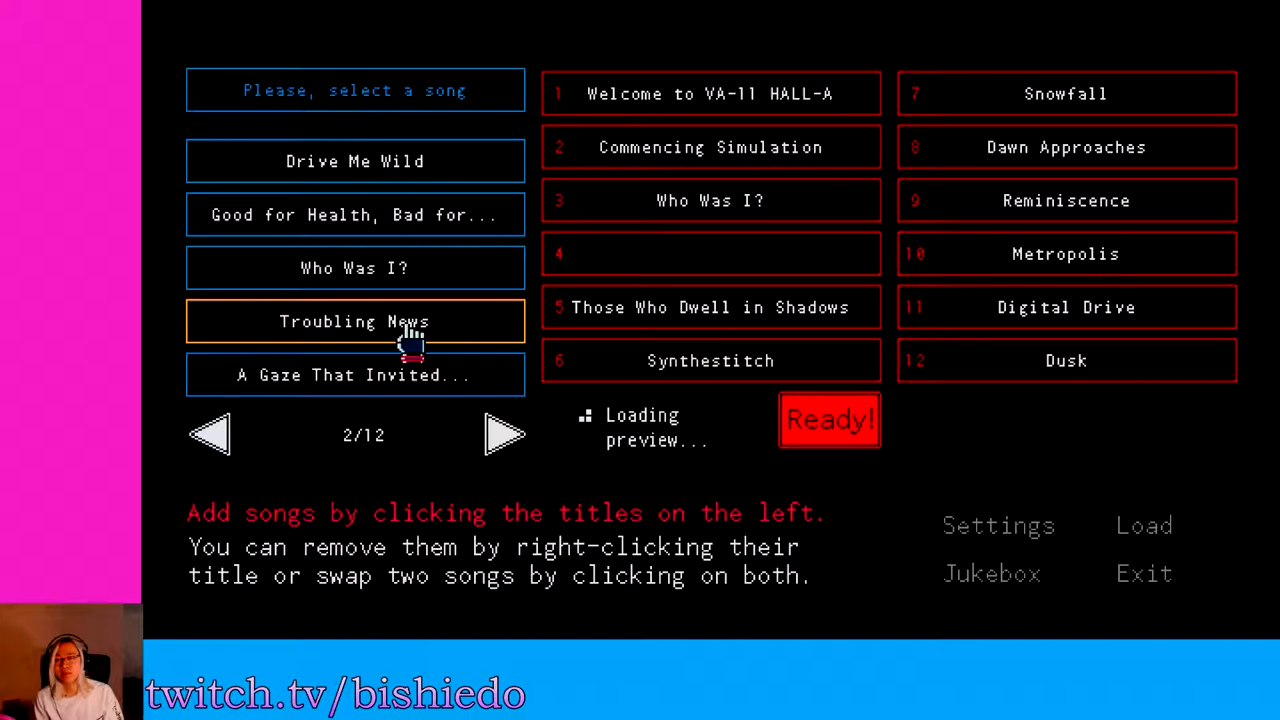 Please, select a song
Drive Me Wild
Good for Health, Bad for...
Who Was I?
Troubling News
A Gaze That Invited...
2/12
1 Welcome to VA-11 HALL-A
2 Commencing Simulation
3 Who Was I?
4
5 Those Who Dwell in Shadows
6 Synthestitch
7 Snowfall
8 Dawn Approaches
9 Reminiscence
10 Metropolis
11 Digital Drive
12 Dusk
Loading
preview...
Ready!
Add songs by clicking the titles on the left.
You can remove them by right-clicking their
title or swap two songs by clicking on both.
Settings Load
Jukebox Exit
twitch.tv/bishiedo